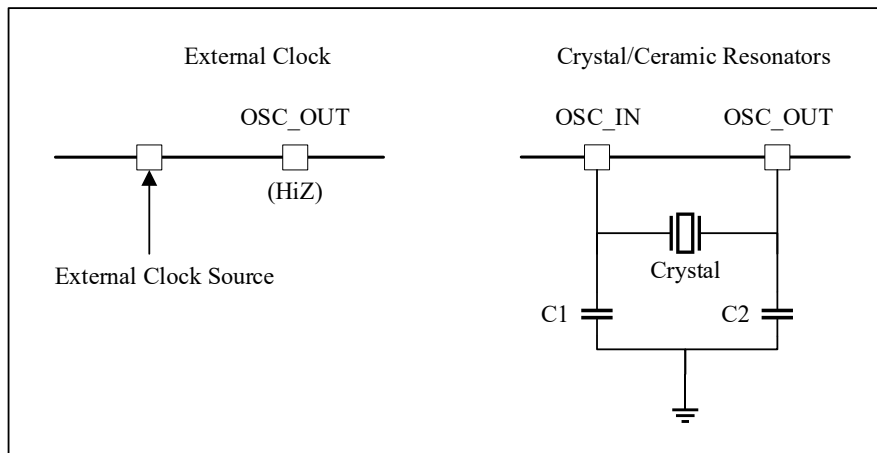 External Clock
OSC_OUT
(HiZ)
External Clock Source
Crystal/Ceramic Resonators
OSC_IN
OSC_OUT
Crystal
C1
C2